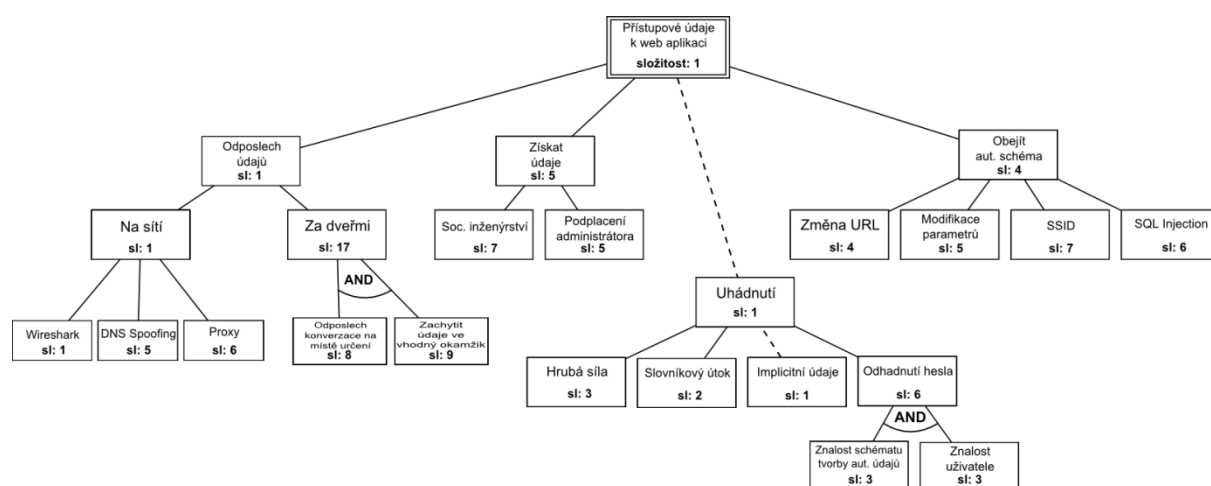 Přístupové údaje
k web aplikaci
složitost: 1
Odposlech
údajů
sl: 1
Získat
údaje
sl: 5
Obejít
aut. schéma
sl: 4
Na sítí
sl: 1
Za dveřmi
sl: 17
Soc. inženýrství
sl: 7
Podplacení
administrátora
sl: 5
Změna URL
sl: 4
Modifikace
parametrů
sl: 5
SSID
sl: 7
SQL Injection
sl: 6
AND
Uhádnutí
sl: 1
Wireshark
sl: 1
DNS Spoofing
sl: 5
Proxy
sl: 6
Odposlech
konverzace na
místě určení
sl: 8
Zachytit
údaje ve
vhodný okamžik
sl: 9
Hrubá síla
sl: 3
Slovníkový útok
sl: 2
Implicitní údaje
sl: 1
Odhadnutí hesla
sl: 6
AND
Znalost schématu
tvorby aut. údajů
sl: 3
Znalost
uživatele
sl: 3